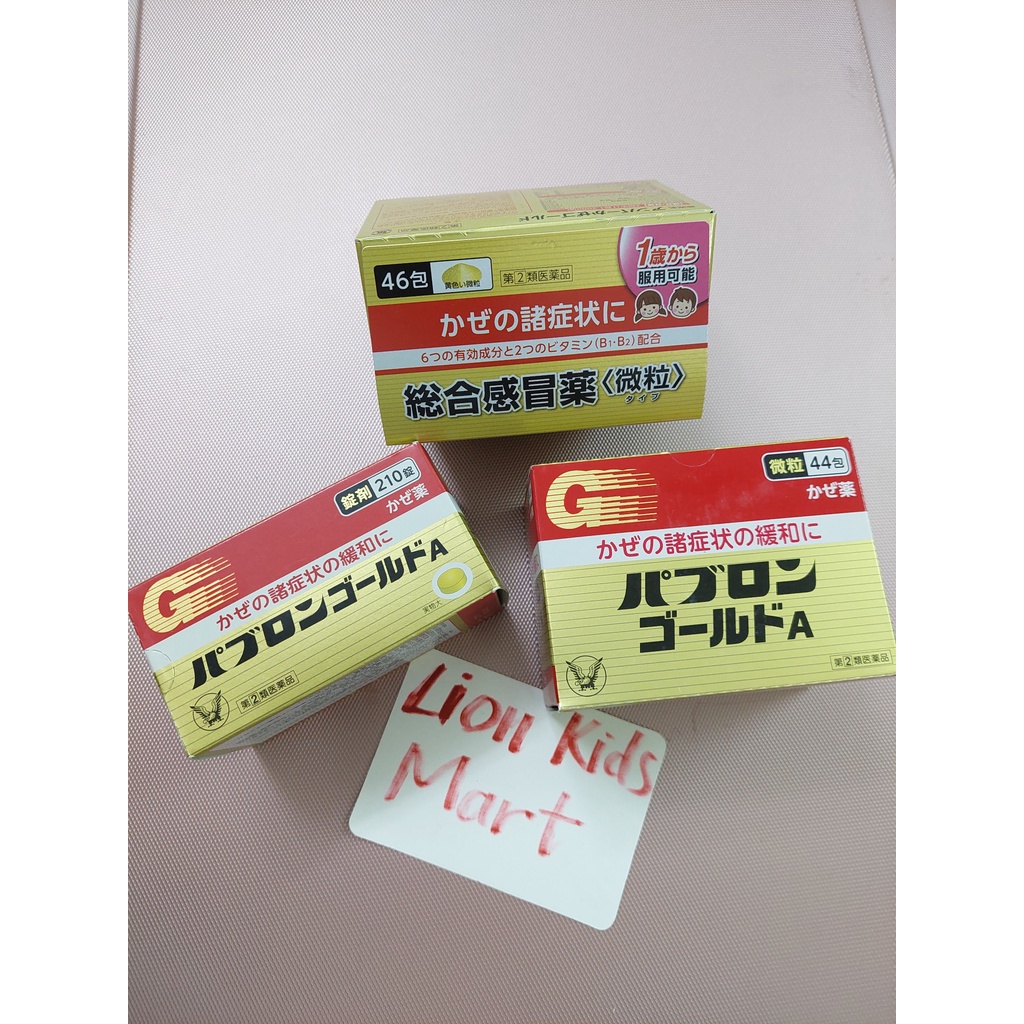 46包
黄色い微粒
指②類医薬品
1歳から
服用可能
かぜの諸症状に
6つの有効成分と2つのビタミン(B1・B2)配合
総合感冒薬〈微粒〉
タイプ
G
錠剤 210錠
かぜ薬
かぜの諸症状の緩和に
パブロンゴールドA
実物大
指②類医薬品
G
微粒 44包
かぜ薬
かぜの諸症状の緩和に
パブロン
ゴールドA
指②類医薬品
Lion Kids
Mart